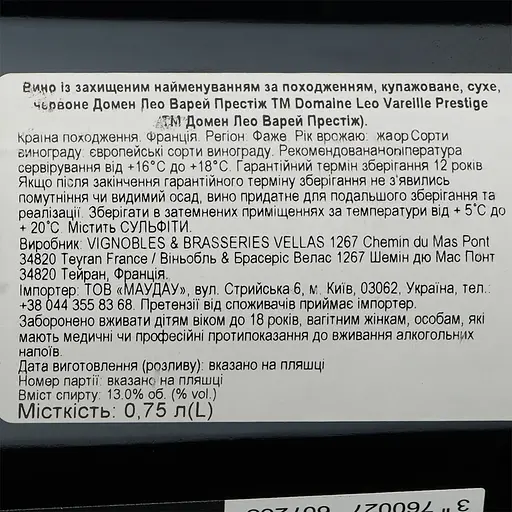 Вино із захищеним найменуванням за походженням, купажоване, сухе,
червоне Домен Лео Варей Престіж ТМ Domaine Leo Vareille Prestige
(ТМ Домен Лео Варей Престіж).
Країна походження. Франція. Регіон. Фаже. Рік врожаю:
винограду. європейські сорти винограду.
сервірування від +16°С до +18°С. Гарантійний термін зберігання 12 років
Якщо після закінчення гарантійного терміну зберігання не з'явились
помутніння чи видимий осад, вино придатне для подальшого зберігання та
реалізації. Зберігати в затемнених приміщеннях за температури від + 5°С до
+ 20°С. Містить СУЛЬФІТИ.
Виробник: VIGNOBLES & BRASSERIES VELLAS 1267 Chemin du Mas Pont
34820 Teyran France / Віньобль & Брасеріс Велас 1267 Шемін дю Мас Понт
34820 Тейран, Франція.
Імпортер: ТОВ «МАУДАУ», вул. Стрийська 6, м. Київ, 03062, Україна, тел.:
+38 044 355 83 68. Претензії від споживачів приймає імпортер.
Заборонено вживати дітям віком до 18 років, вагітним жінкам, особам, які
мають медичні чи професійні протипоказання до вживання алкогольних
напоїв.
Дата виготовлення (розливу): вказано на пляшці
Номер партії: вказано на пляшці
Вміст спирту: 13.0% об. (% vol.)
Місткість: 0,75 л(L)